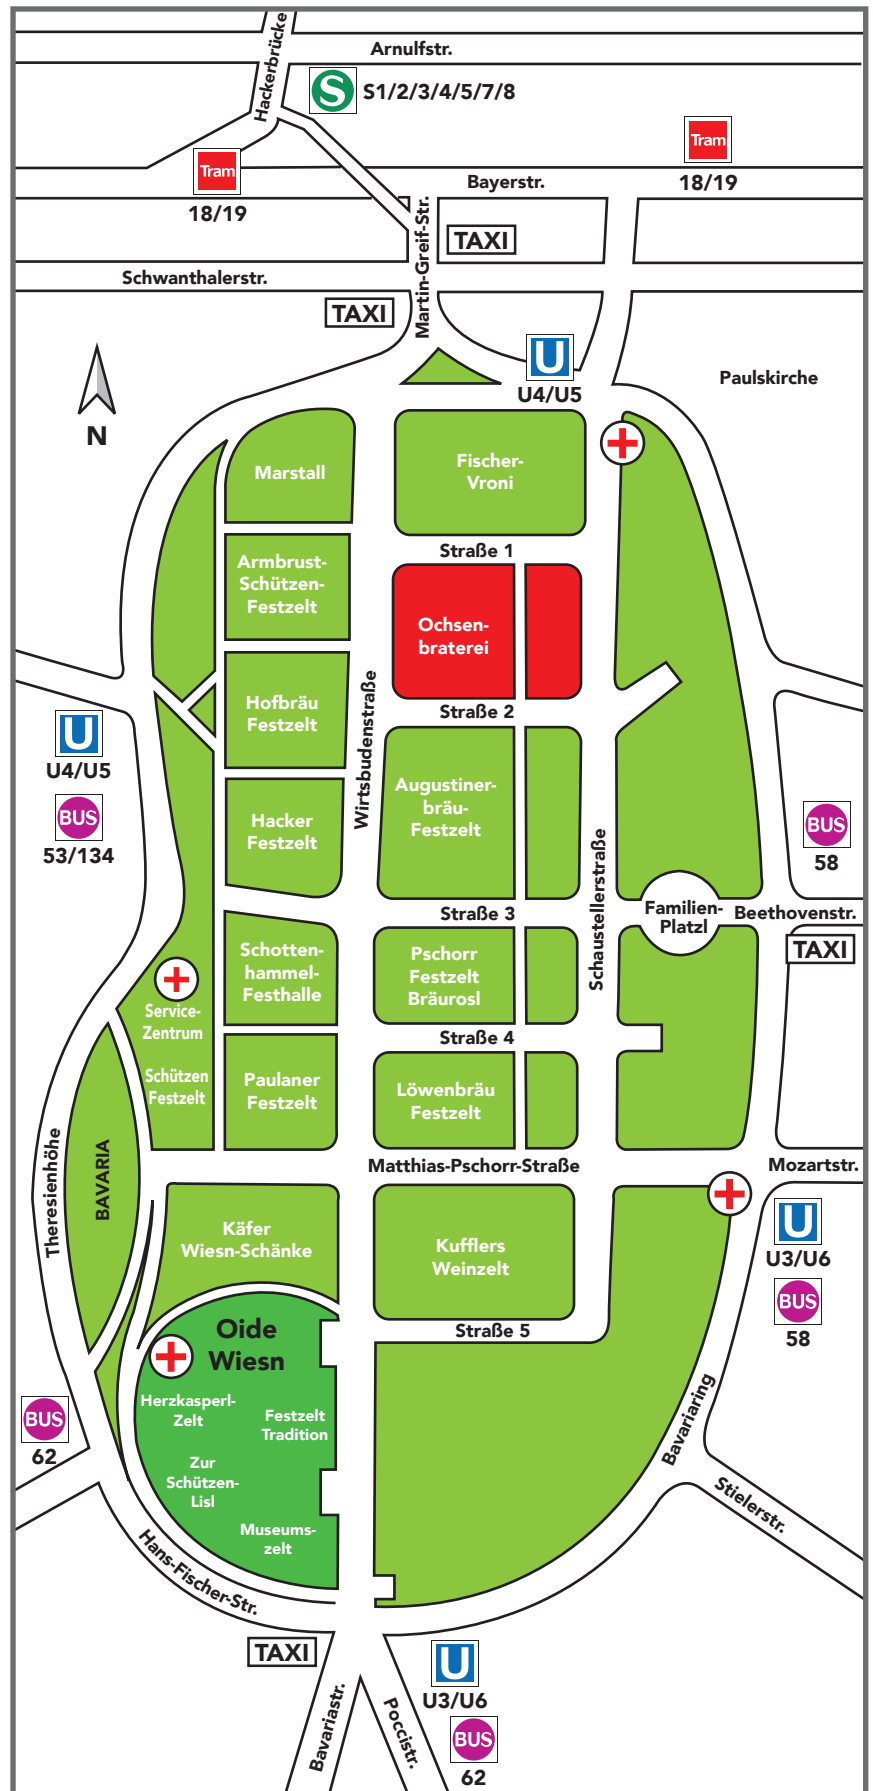 Hackerbrücke
Arnulfstr.
S
S1/2/3/4/5/7/8
Tram
18/19
Tram
18/19
Bayerstr.
Martin-Greif-Str.
TAXI
Schwanthalerstr.
TAXI
U
U4/U5
Paulskirche
N
Marstall
Fischer-
Vroni
Straße 1
Armbrust-
Schützen-
Festzelt
Ochsen-
braterei
Hofbräu
Festzelt
Straße 2
Wirtsbudenstraße
U
U4/U5
BUS
53/134
Hacker
Festzelt
Augustiner-
bräu-
Festzelt
Schaustellerstraße
BUS
58
Straße 3
Familien-
Platzl
Beethovenstr.
TAXI
Schotten-
hammel-
Festhalle
Pschorr
Festzelt
Bräurosl
Service-
Zentrum
Straße 4
Schützen
Festzelt
Paulaner
Festzelt
Löwenbräu
Festzelt
Theresienhöhe
BAVARIA
Matthias-Pschorr-Straße
Mozartstr.
U
U3/U6
BUS
58
Käfer
Wiesn-Schänke
Kufflers
Weinzelt
Straße 5
Oide
Wiesn
Herzkasperl-
Zelt
Festzelt
Tradition
Zur
Schützen-
Lisl
Museums-
zelt
BUS
62
Bavariaring
Stielerstr.
Hans-Fischer-Str.
TAXI
U
U3/U6
BUS
62
Bavariastr.
Poccistr.